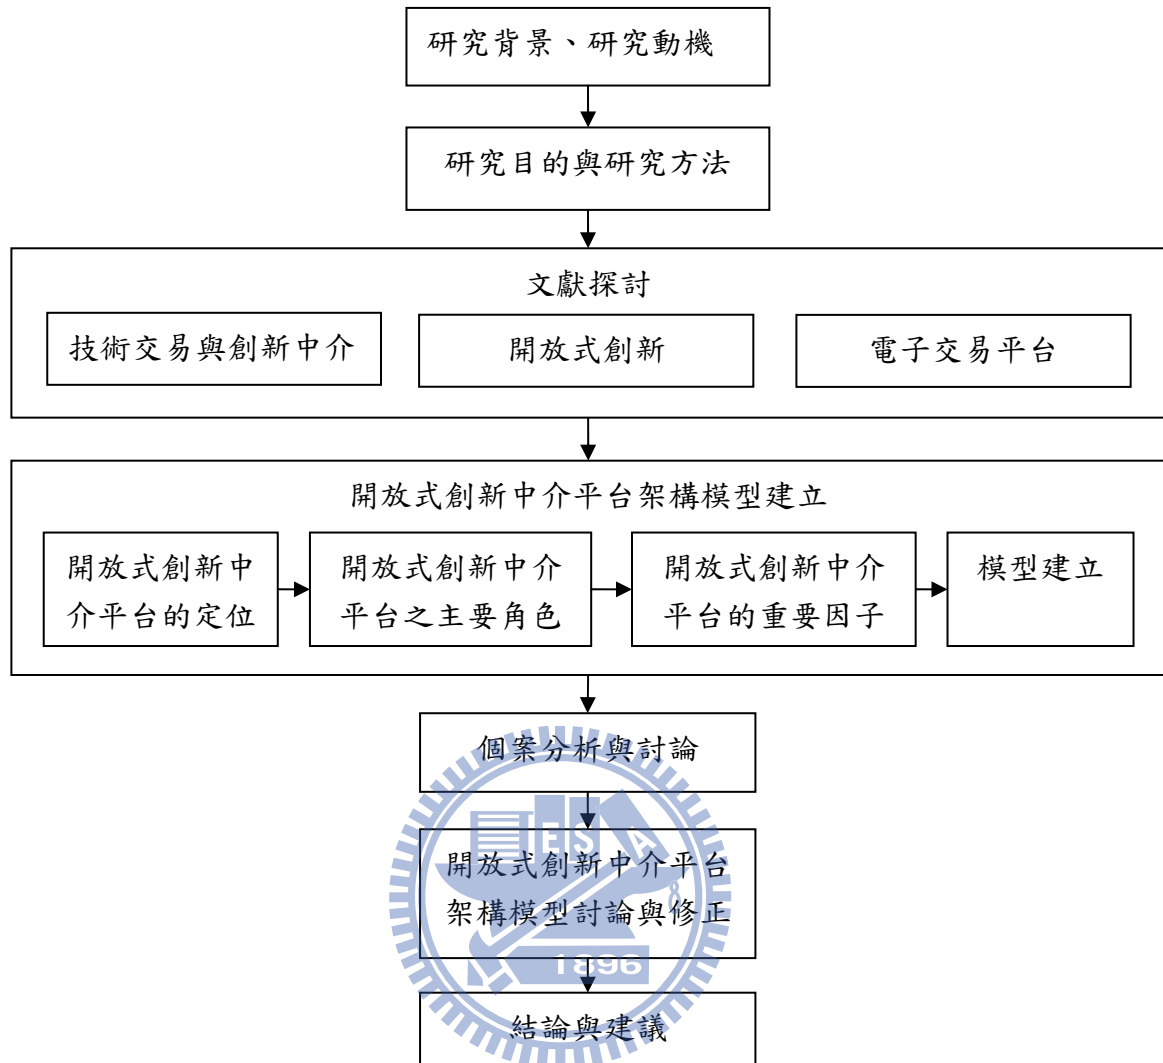 研究背景、研究動機
研究目的與研究方法
文獻探討
技術交易與創新中介
開放式創新
電子交易平台
開放式創新中介平台架構模型建立
開放式創新中
介平台的定位
開放式創新中介
平台之主要角色
開放式創新中介
平台的重要因子
模型建立
個案分析與討論
E S A
開放式創新中介平台
架構模型討論與修正
1896
結論與建議